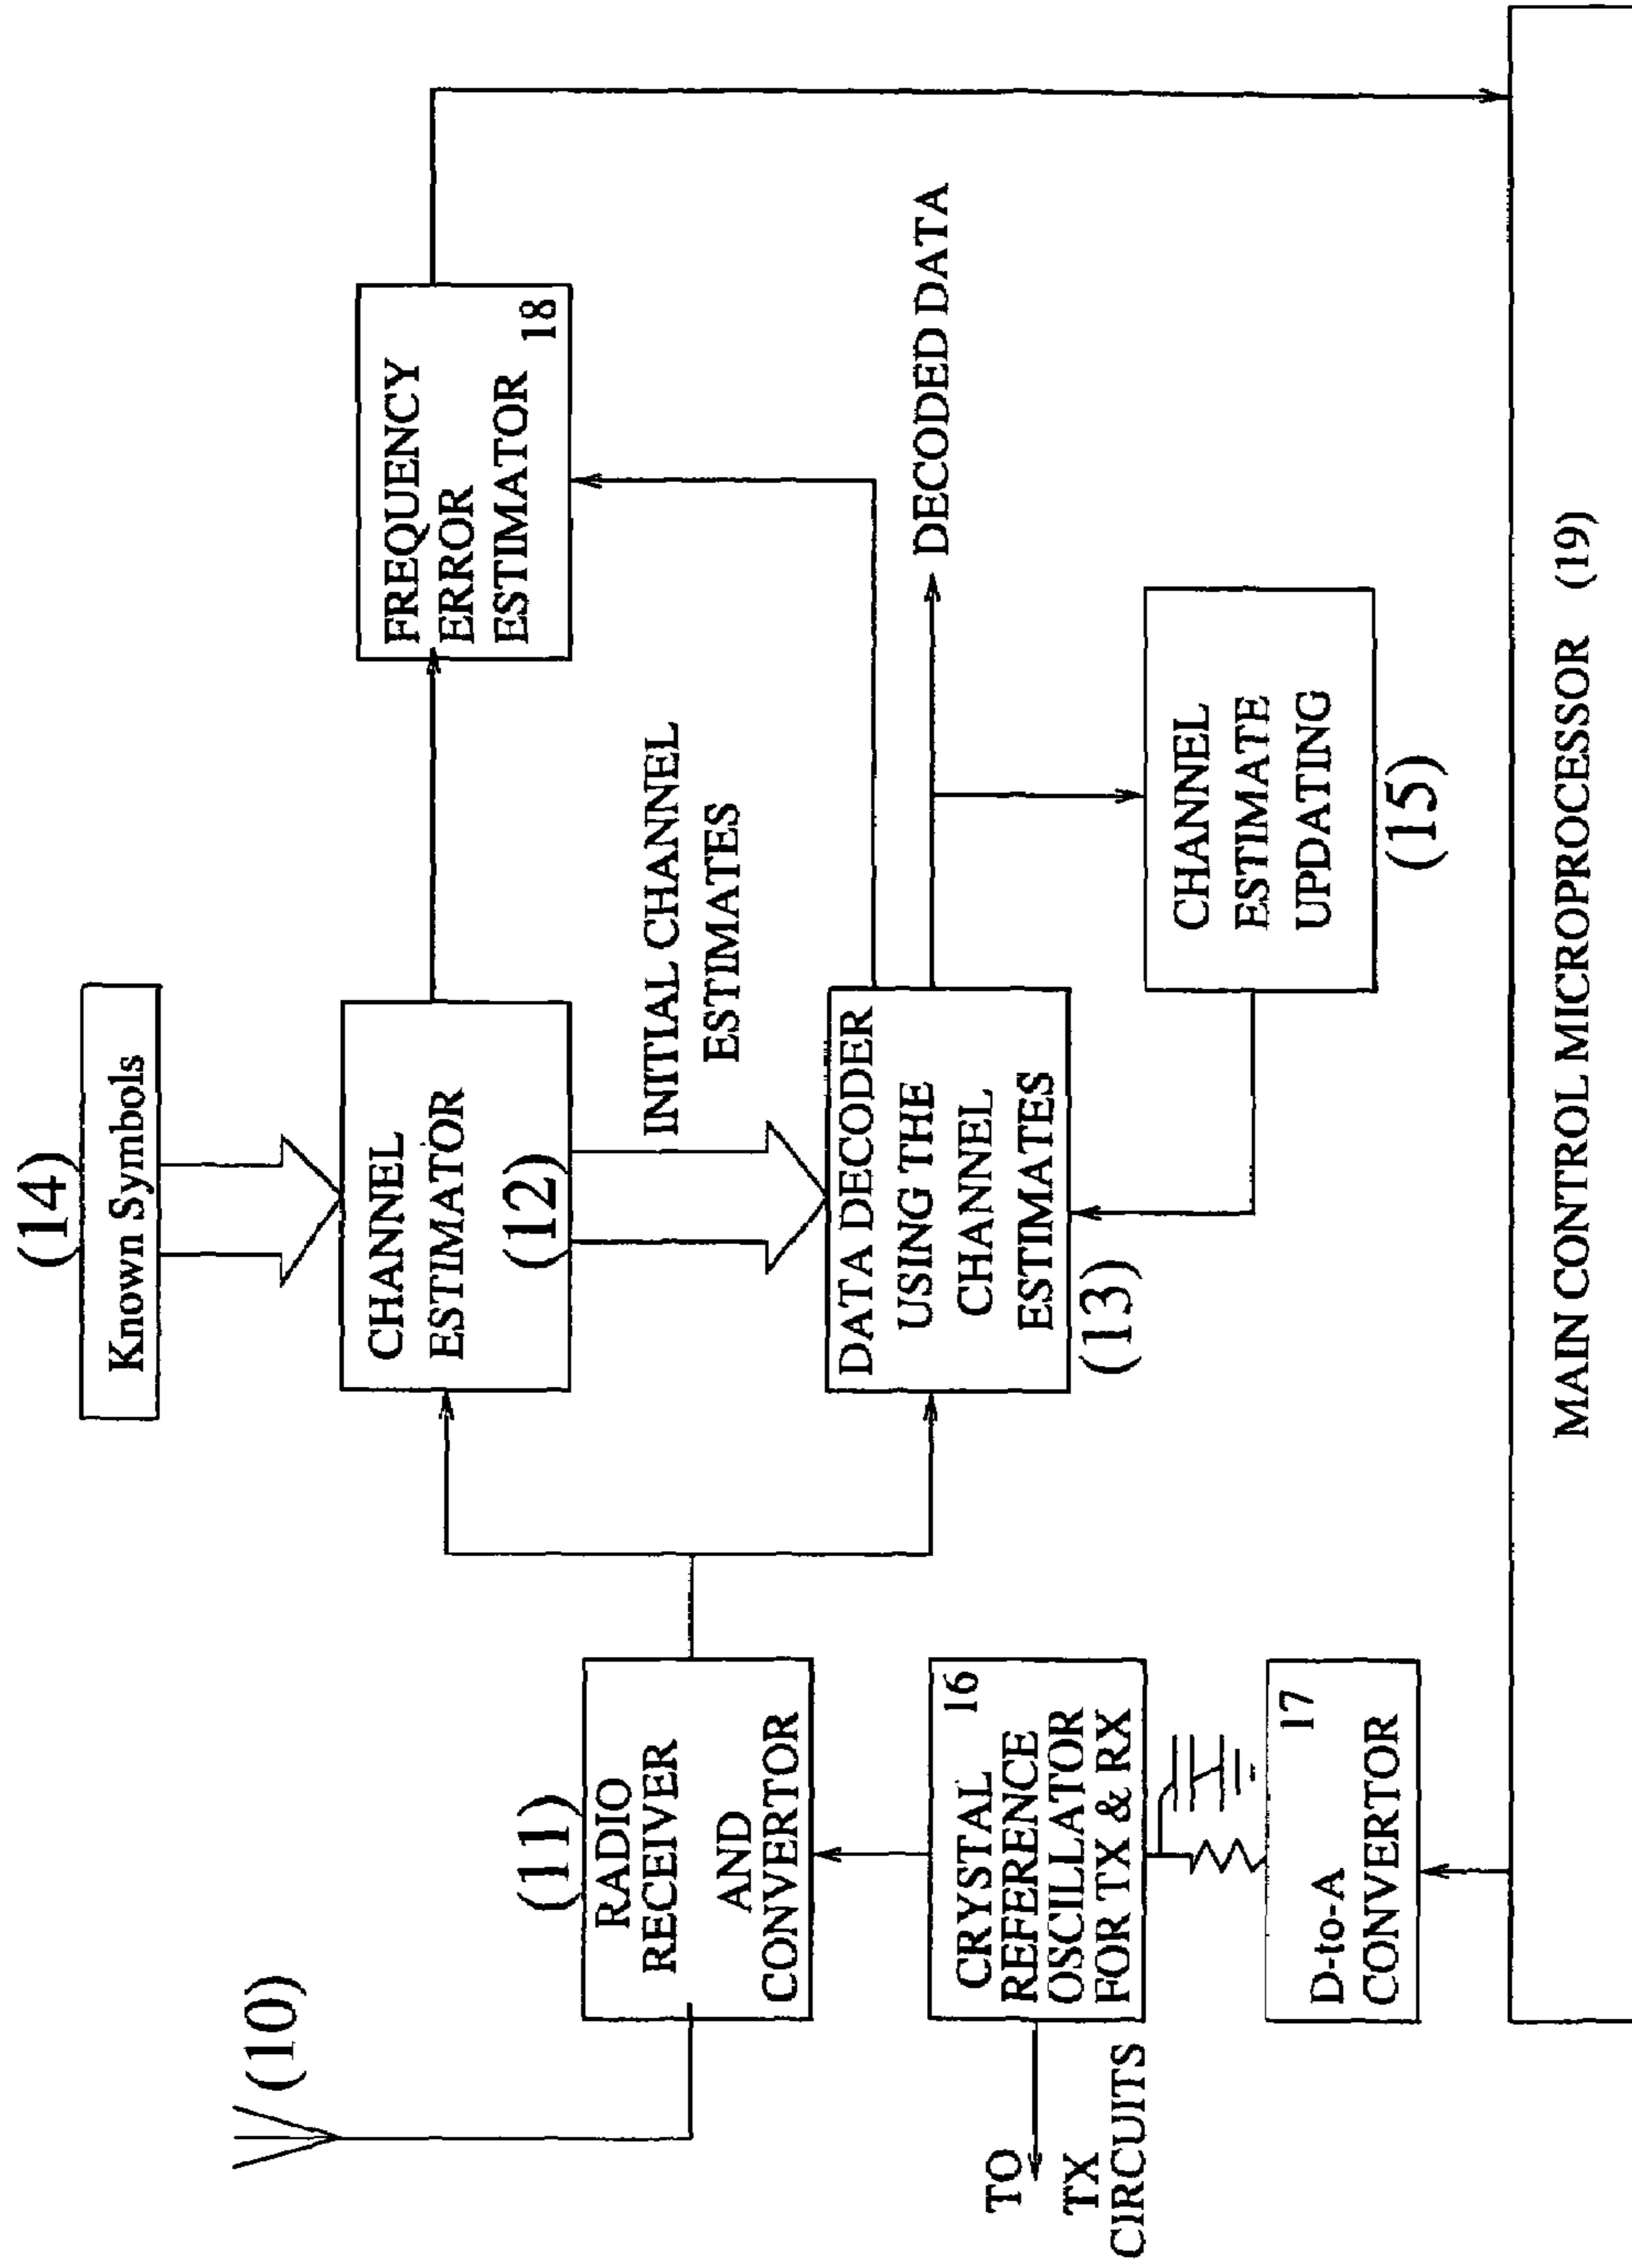 (14)
Known Symbols
CHANNEL
ESTIMATOR
(12)
FREQUENCY
ERROR
ESTIMATOR
18
INITIAL CHANNEL
ESTIMATES
(10)
(11)
RADIO
RECEIVER
AND
CONVERTOR
DATA DECODER
USING THE
CHANNEL
ESTIMATES
(13)
DECODED DATA
CHANNEL
ESTIMATE
UPDATING
(15)
TO
TX
CIRCUITS
16
CRYSTAL
REFERENCE
OSCILLATOR
FOR TX & RX
17
D-to-A
CONVERTOR
MAIN CONTROL MICROPROCESSOR (19)